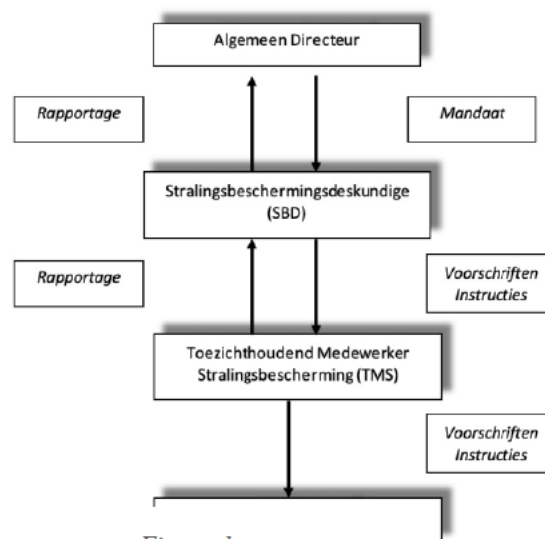 Algemeen Directeur
Rapportage
Mandaat
Stralingsbeschermingsdeskundige
(SBD)
Rapportage
Voorschriften
Instructies
Toezichthoudend Medewerker
Stralingsbescherming (TMS)
Voorschriften
Instructies